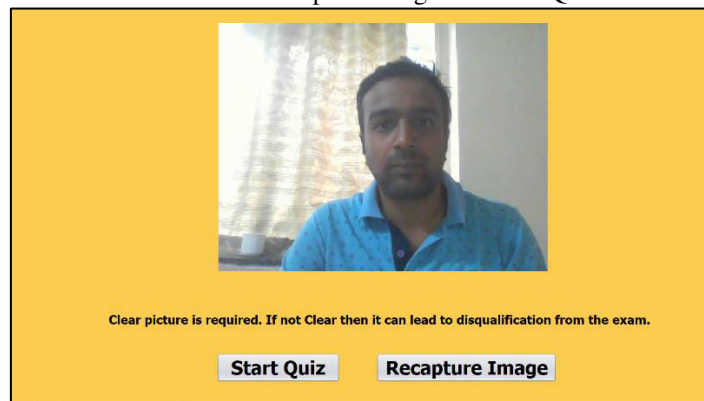 Clear picture is required. If not Clear then it can lead to disqualification from the exam.
Start Quiz
Recapture Image